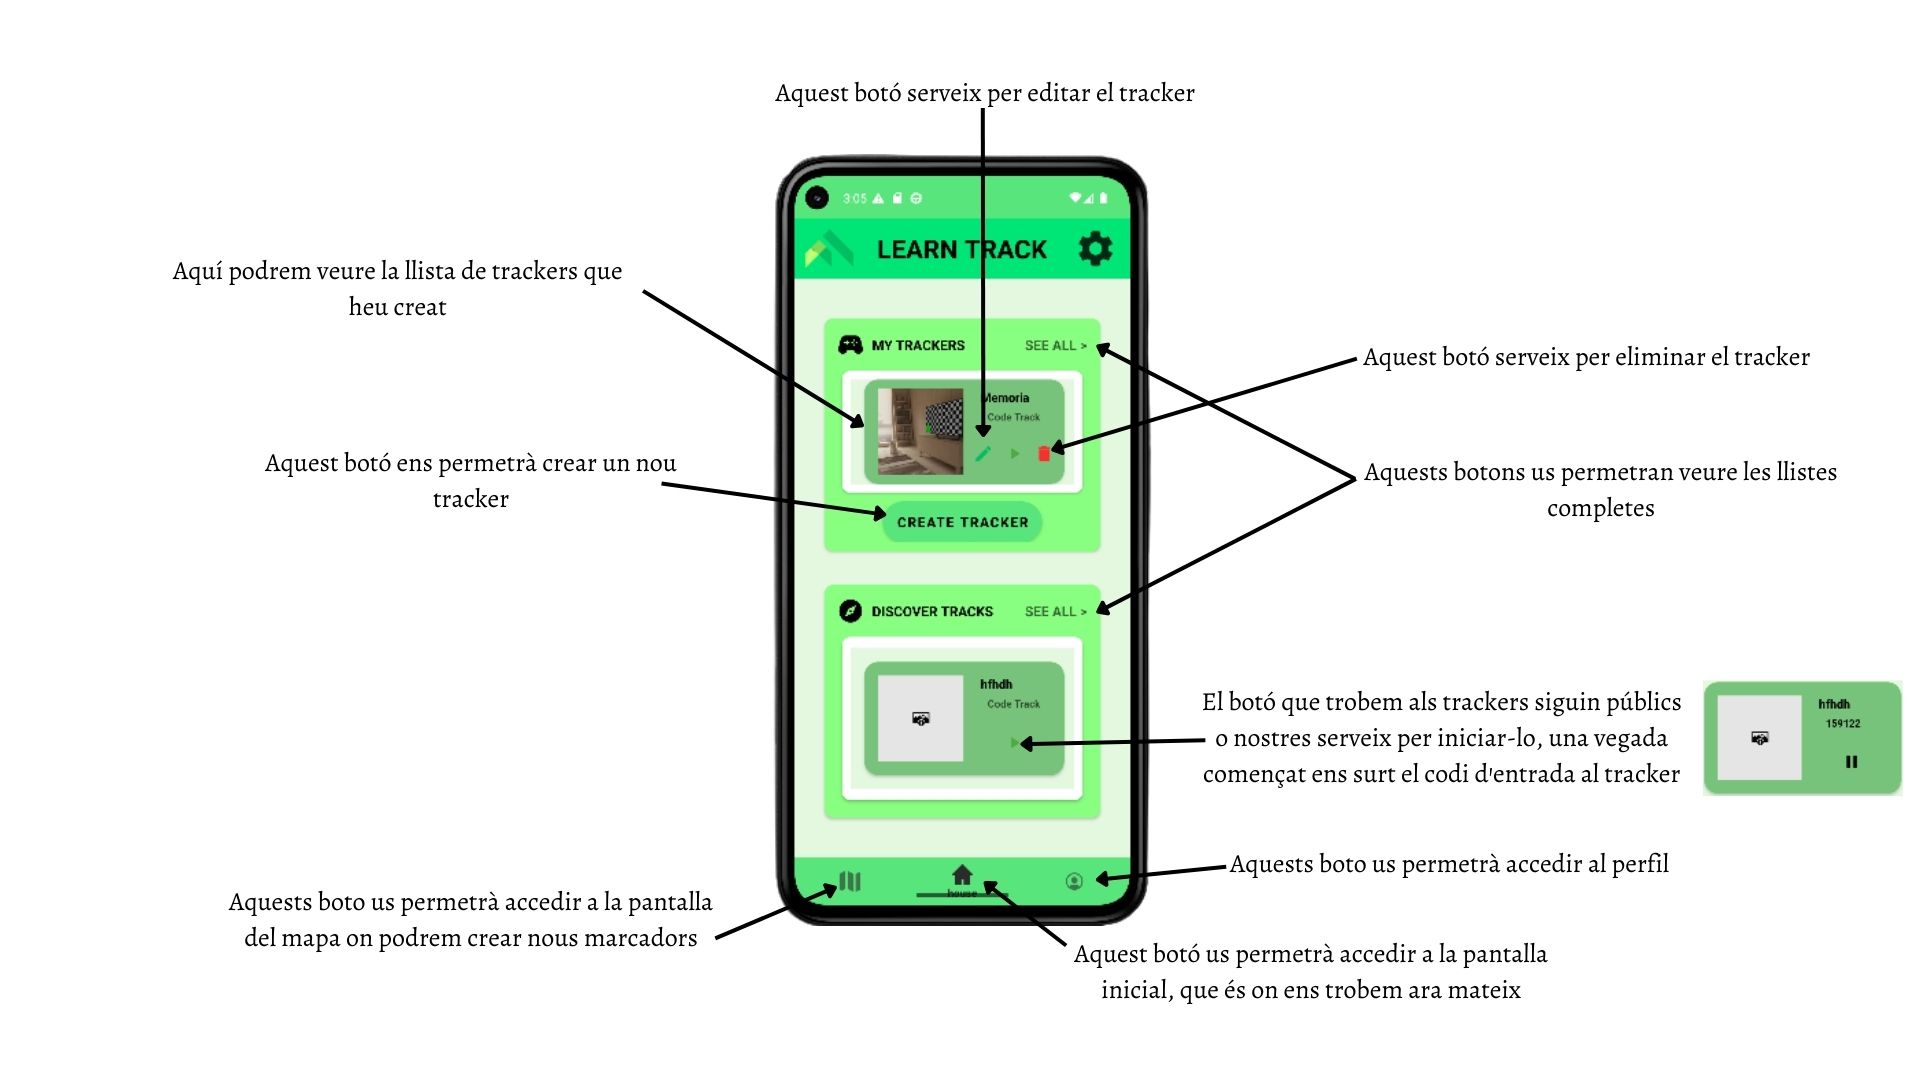 Aquest botó serveix per editar el tracker
3:05
LEARN TRACK
Aquí podrem veure la llista de trackers que
heu creat
MY TRACKERS
SEE ALL >
Aquest botó serveix per eliminar el tracker
Memoria
Code Track
Aquest botó ens permetrà crear un nou
tracker
Aquests botons us permetran veure les llistes
completes
CREATE TRACKER
DISCOVER TRACKS
SEE ALL >
hfhdh
Code Track
El botó que trobem als trackers siguin públics
o nostres serveix per iniciar-lo, una vegada
començat ens surt el codi d'entrada al tracker
hfhdh
159122
Aquests boto us permetrà accedir al perfil
house
Aquests boto us permetrà accedir a la pantalla
del mapa on podrem crear nous marcadors
Aquest botó us permetrà accedir a la pantalla
inicial, que és on ens trobem ara mateix